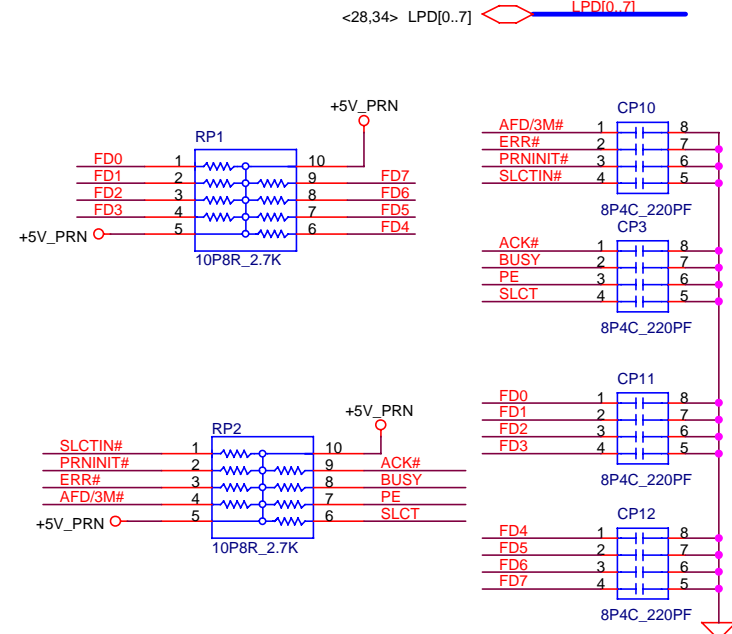 <28,34> LPD[0..7] LPD[0..7]
+5V_PRN
RP1
FD0 1 10
FD1 2 9 FD7
FD2 3 8 FD6
FD3 4 7 FD5
+5V_PRN 5 6 FD4
10P8R_2.7K
CP10
AFD/3M# 1 8
ERR# 2 7
PRNINIT# 3 6
SLCTIN# 4 5
8P4C_220PF
CP3
ACK# 1 8
BUSY 2 7
PE 3 6
SLCT 4 5
8P4C_220PF
+5V_PRN
RP2
SLCTIN# 1 10
PRNINIT# 2 9 ACK#
ERR# 3 8 BUSY
AFD/3M# 4 7 PE
+5V_PRN 5 6 SLCT
10P8R_2.7K
CP11
FD0 1 8
FD1 2 7
FD2 3 6
FD3 4 5
8P4C_220PF
CP12
FD4 1 8
FD5 2 7
FD6 3 6
FD7 4 5
8P4C_220PF